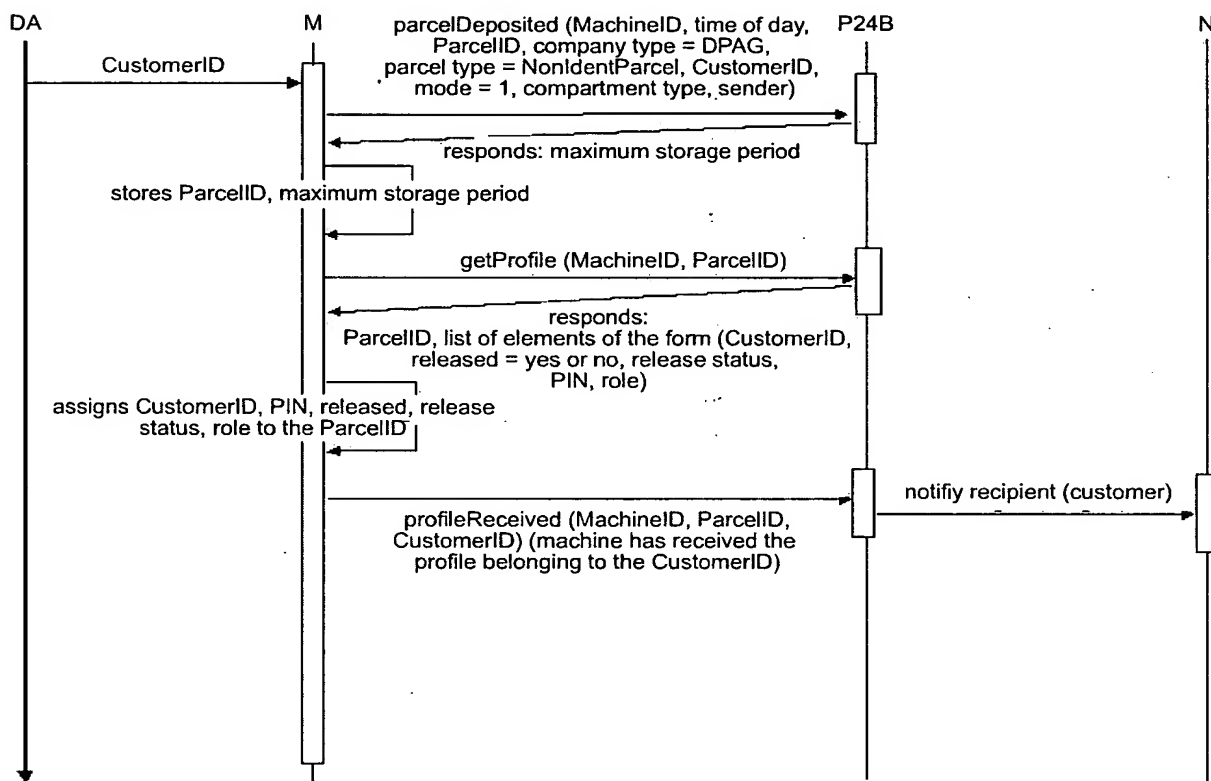 DA
M
P24B
N
parcelDeposited (MachineID, time of day,
ParcelID, company type = DPAG,
parcel type = NonIdentParcel, CustomerID,
mode = 1, compartment type, sender)
CustomerID
responds: maximum storage period
stores ParcelID, maximum storage period
getProfile (MachineID, ParcelID)
responds:
ParcelID, list of elements of the form (CustomerID,
released = yes or no, release status,
PIN, role)
assigns CustomerID, PIN, released, release
status, role to the ParcelID
notifiy recipient (customer)
profileReceived (MachineID, ParcelID,
CustomerID) (machine has received the
profile belonging to the CustomerID)